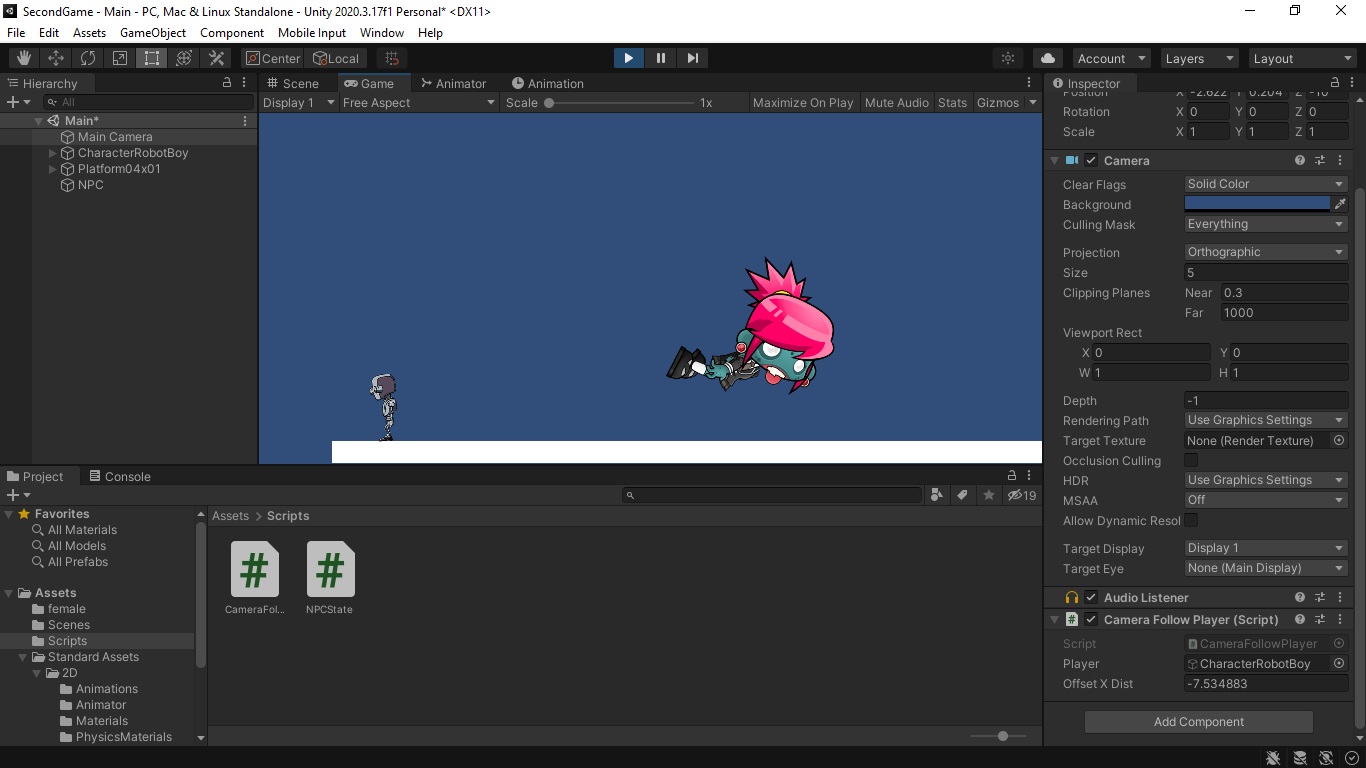 SecondGame - Main - PC, Mac & Linux Standalone - Unity 2020.3.17f1 Personal* <DX11>
File Edit Assets GameObject Component Mobile Input Window Help
Center Local Account Layers Layout
Hierarchy
All
Main*
Main Camera
CharacterRobotBoy
Platform04x01
NPC
Scene Game Animator Animation
Display 1 Free Aspect Scale 1x Maximize On Play Mute Audio Stats Gizmos
Inspector
Position X -2.622 Y 0.204 Z -10
Rotation X 0 Y 0 Z 0
Scale X 1 Y 1 Z 1
Camera
Clear Flags Solid Color
Background
Culling Mask Everything
Projection Orthographic
Size 5
Clipping Planes Near 0.3
Far 1000
Viewport Rect
X 0 Y 0
W 1 H 1
Depth -1
Rendering Path Use Graphics Settings
Target Texture None (Render Texture)
Occlusion Culling
HDR Use Graphics Settings
MSAA Off
Allow Dynamic Resol
Target Display Display 1
Target Eye None (Main Display)
Audio Listener
Camera Follow Player (Script)
Script CameraFollowPlayer
Player CharacterRobotBoy
Offset X Dist -7.534883
Add Component
Project Console
19
Favorites
All Materials
All Models
All Prefabs
Assets
female
Scenes
Scripts
Standard Assets
2D
Animations
Animator
Materials
PhysicsMaterials
Assets > Scripts
# #
CameraFol... NPCState